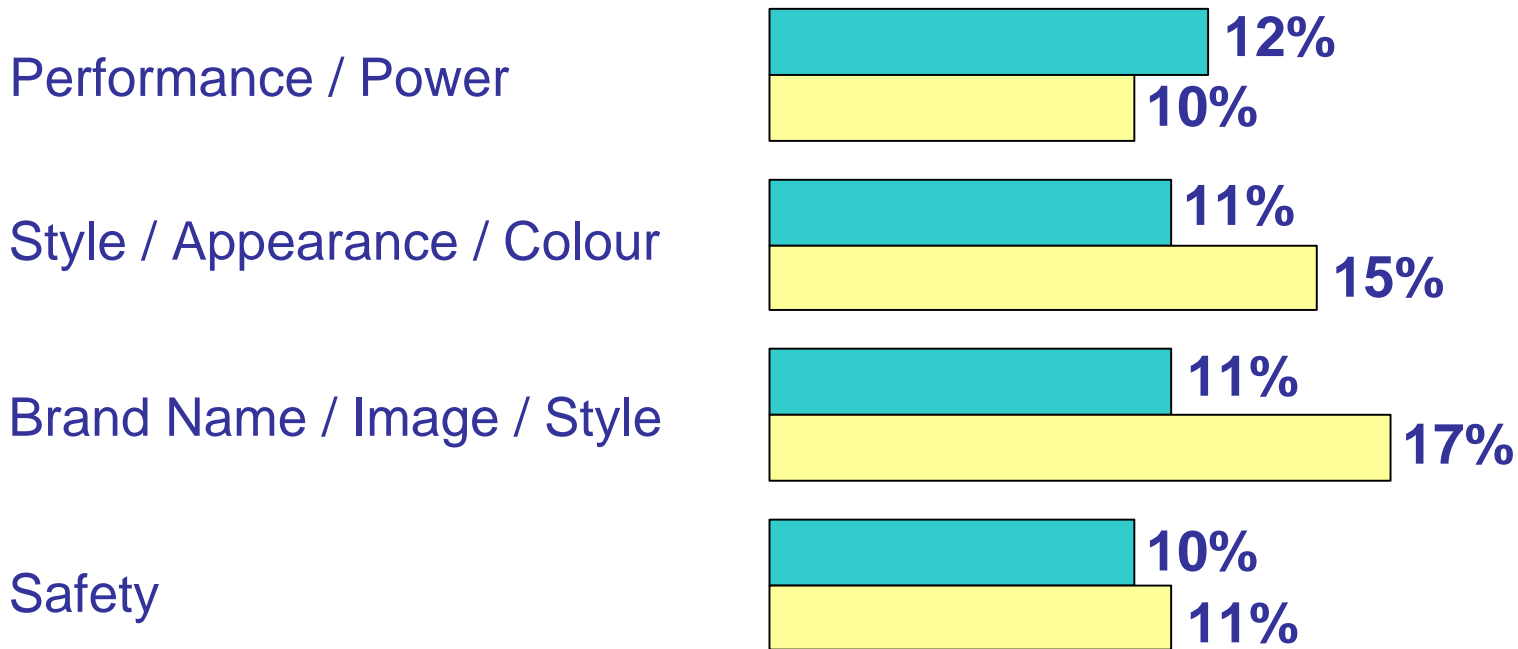 Performance / Power
12%
10%
Style / Appearance / Colour
11%
15%
Brand Name / Image / Style
11%
17%
Safety
10%
11%